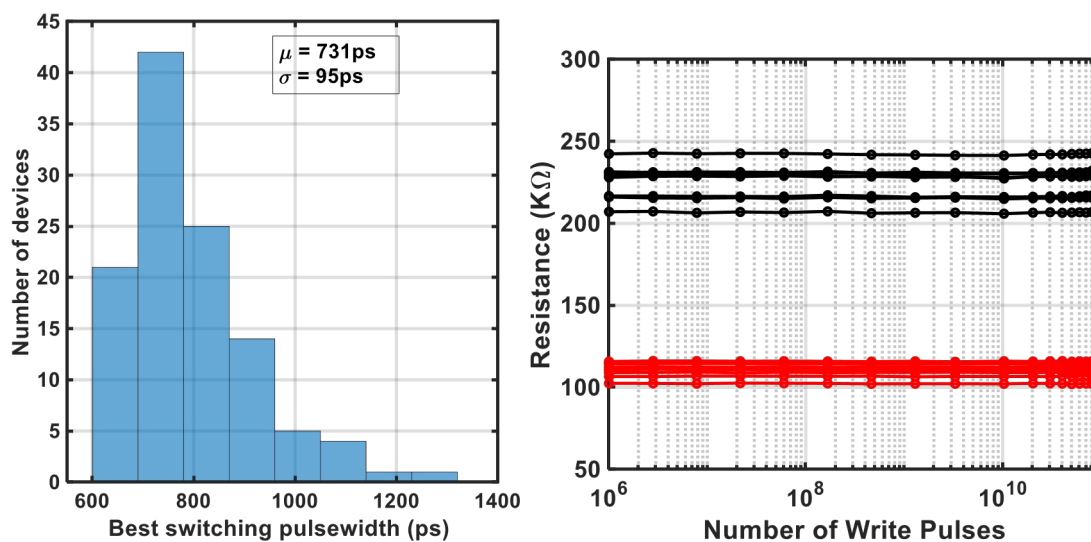 45
40
35
30
25
20
15
10
5
0
Number of devices
μ = 731ps
σ = 95ps
600 800 1000 1200 1400
Best switching pulsewidth (ps)
300
250
200
150
100
50
Resistance (KΩ)
10^6 10^8 10^10
Number of Write Pulses